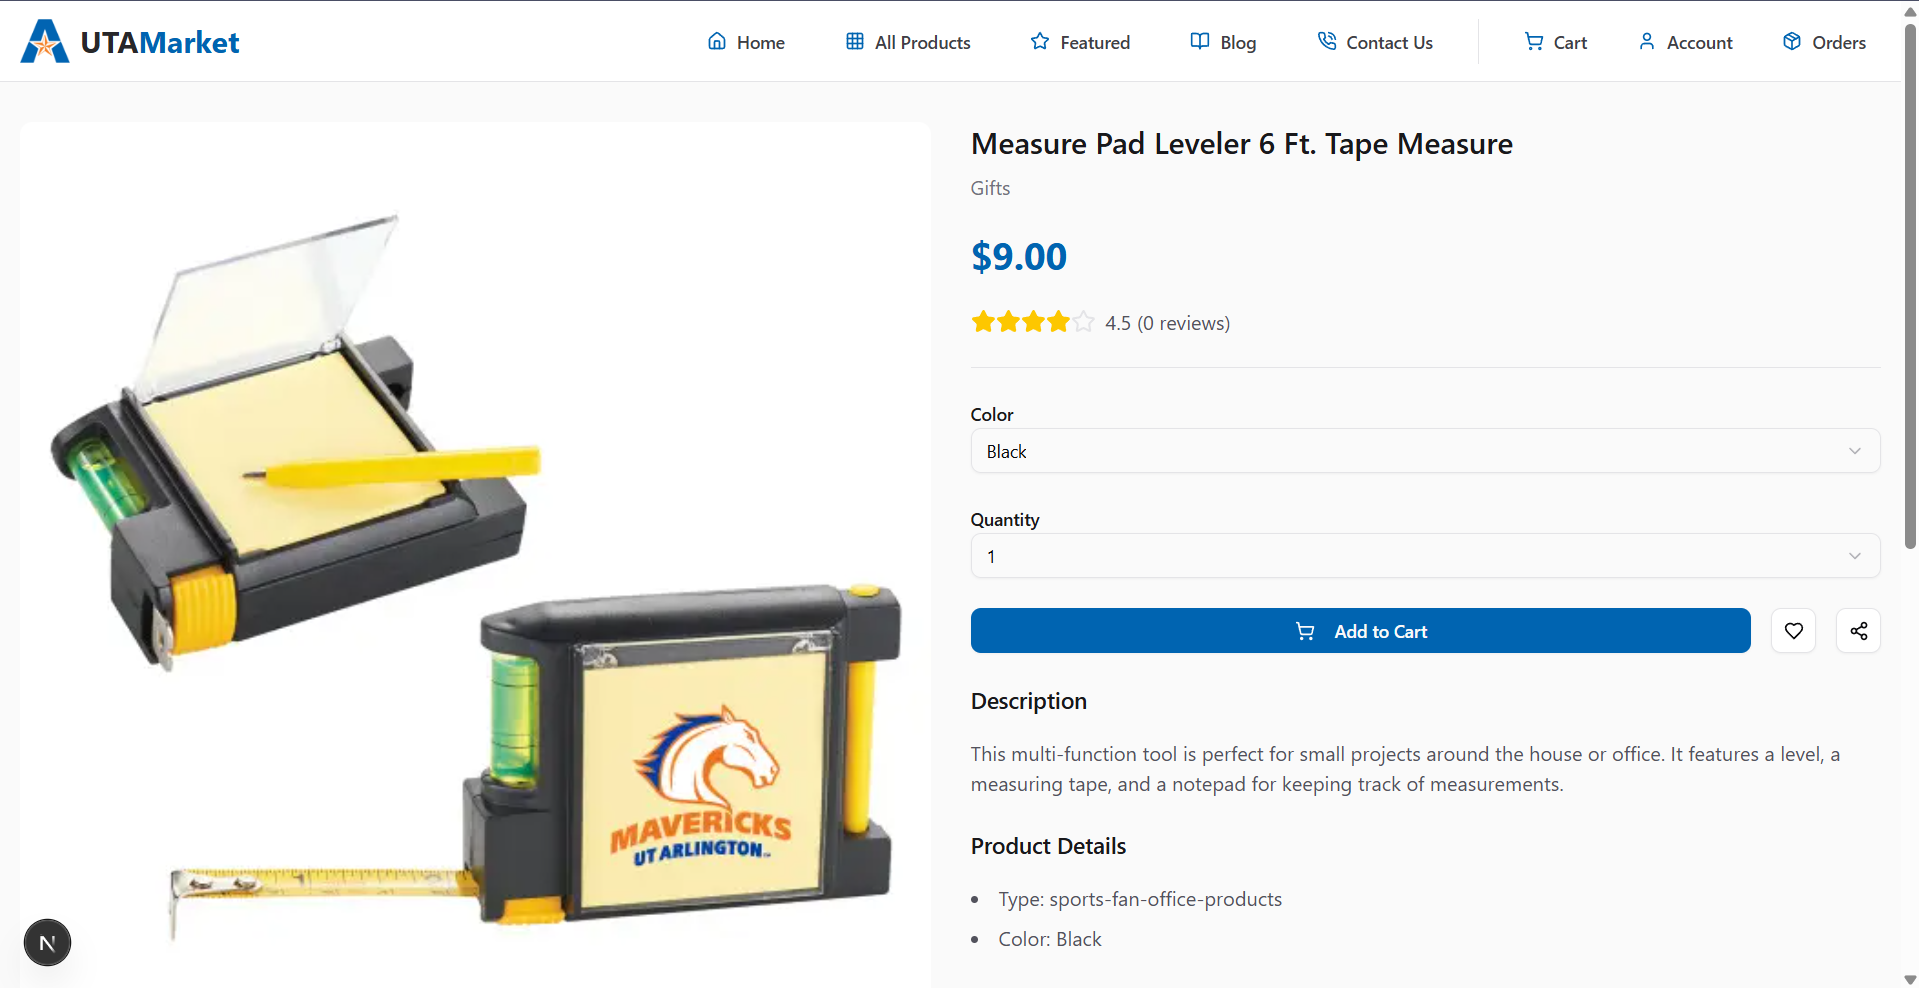 UTAMarket
Home
All Products
Featured
Blog
Contact Us
Cart
Account
Orders
Measure Pad Leveler 6 Ft. Tape Measure
Gifts
$9.00
4.5 (0 reviews)
Color
Black
Quantity
1
Add to Cart
Description
This multi-function tool is perfect for small projects around the house or office. It features a level, a
measuring tape, and a notepad for keeping track of measurements.
Product Details
Type: sports-fan-office-products
Color: Black
MAVERICKS
UT ARLINGTON™
N